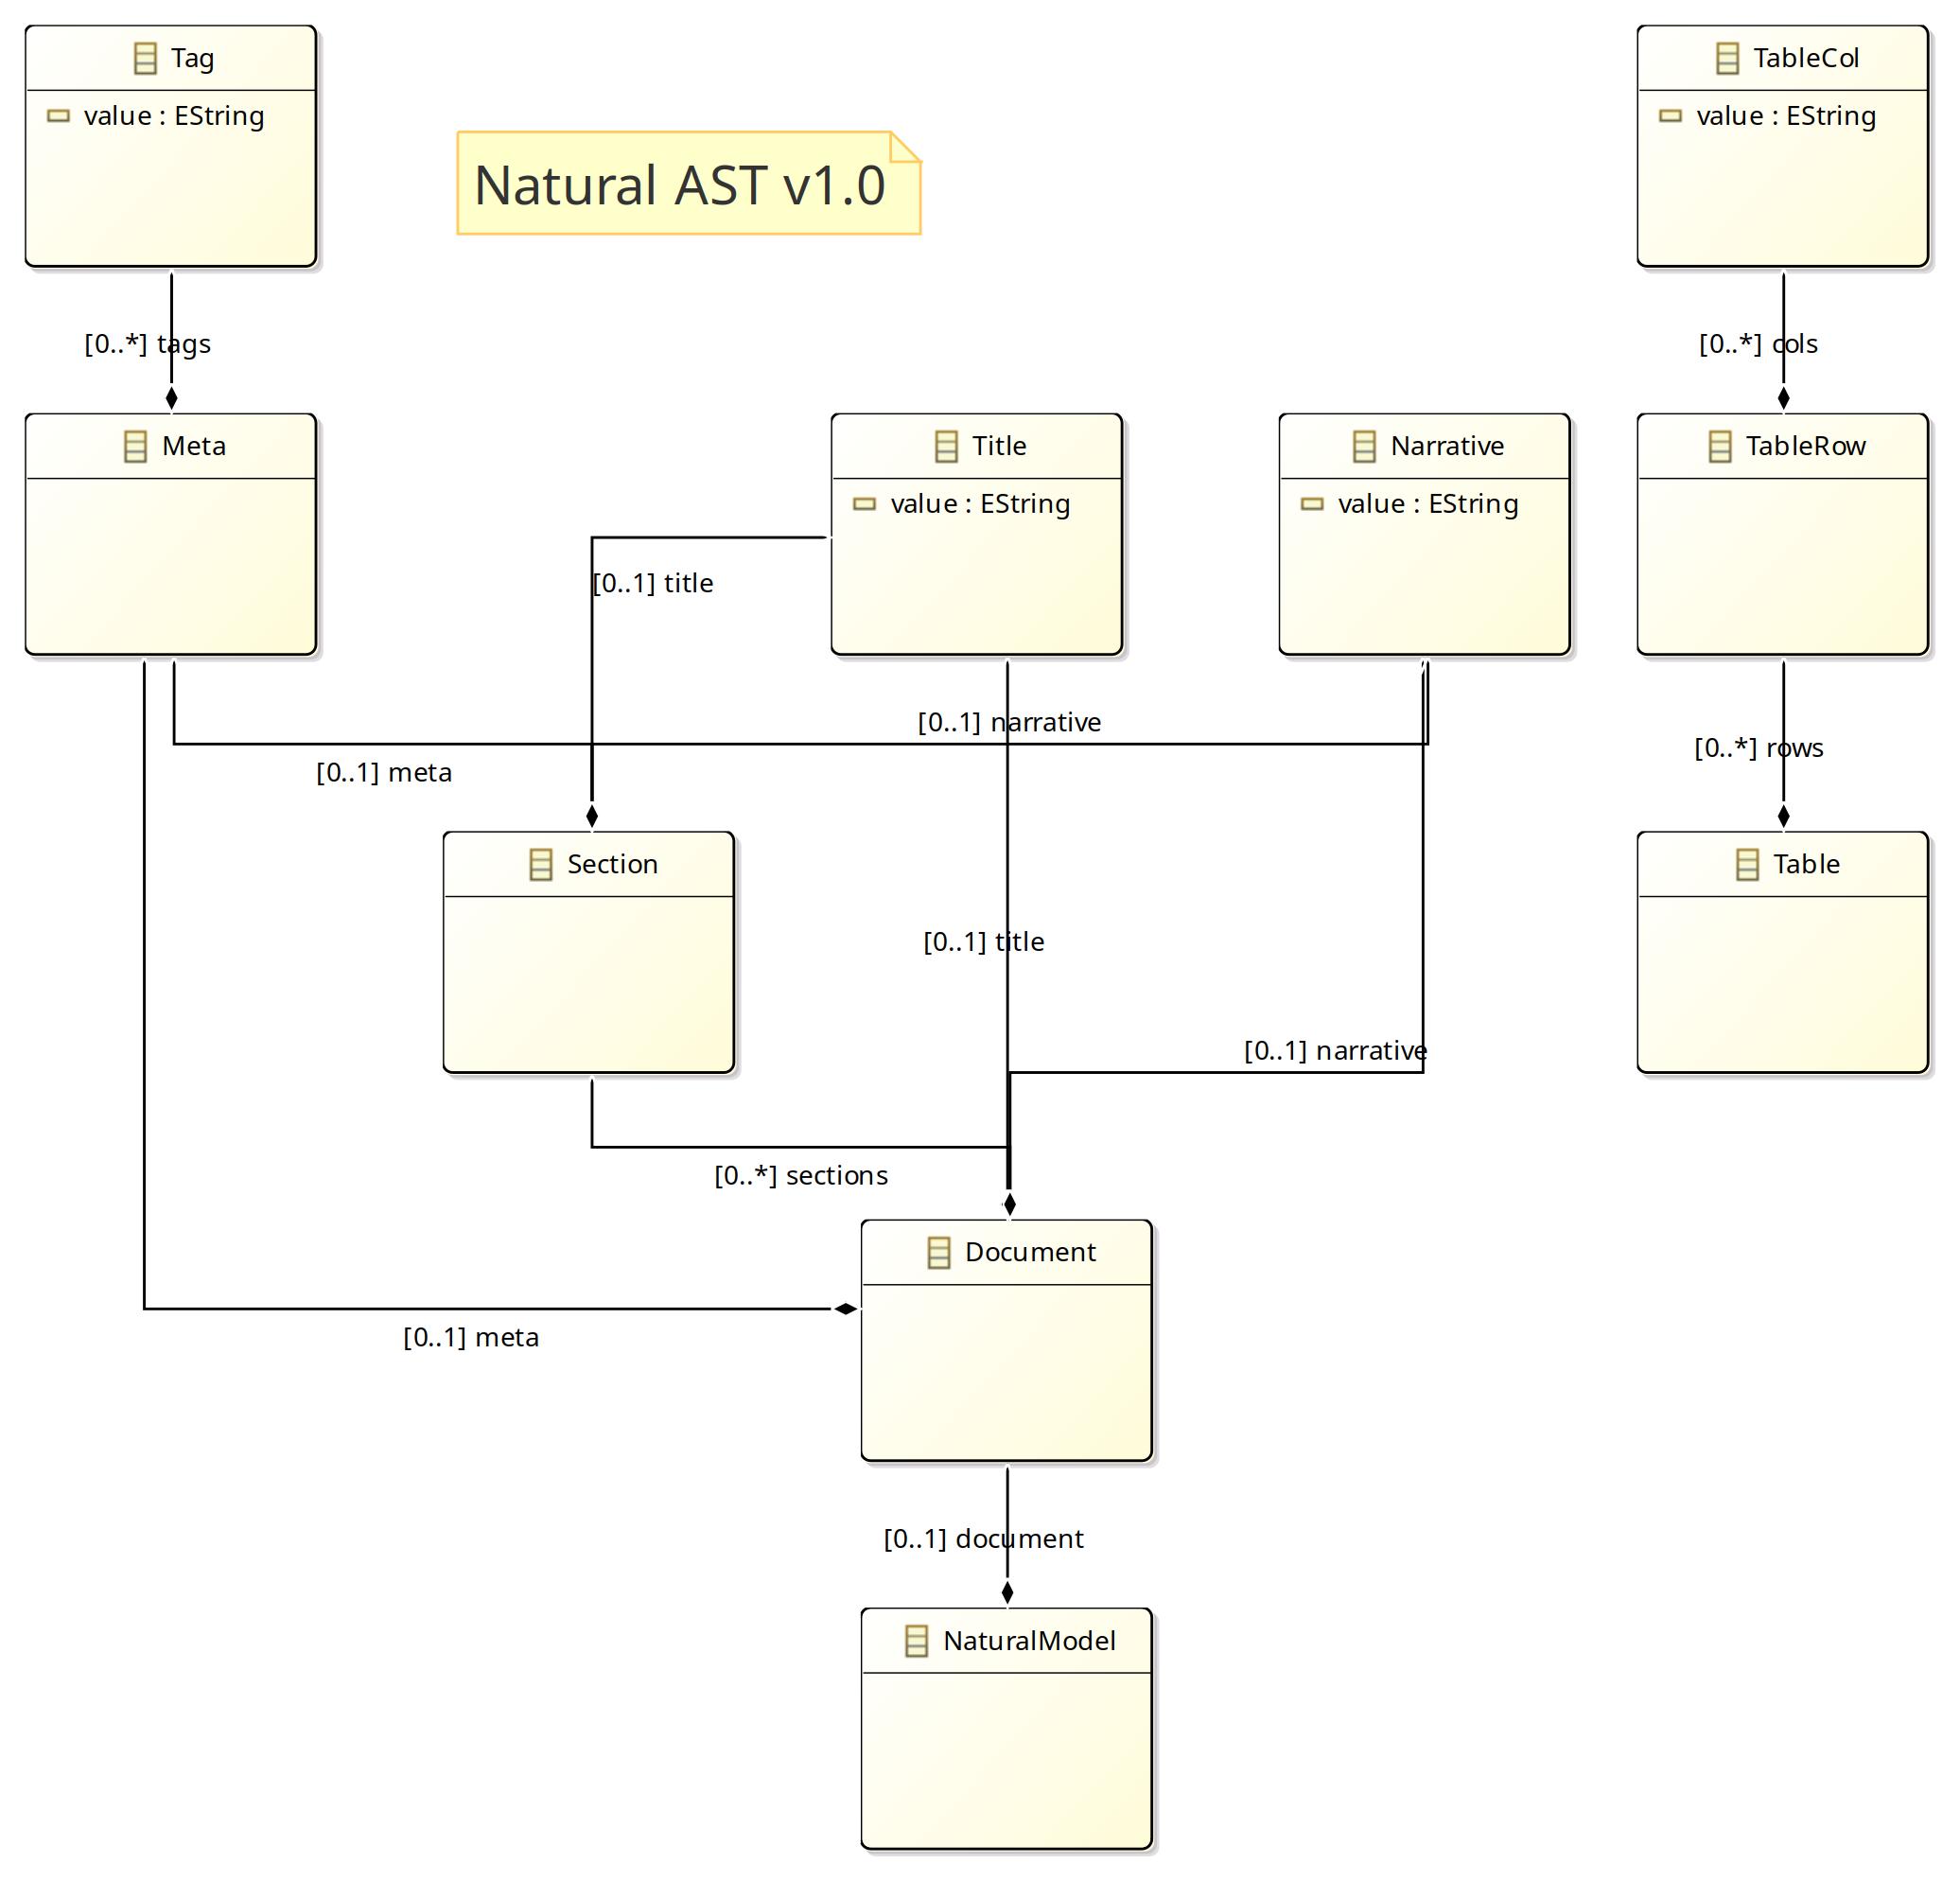 Tag
value : EString
Natural AST v1.0
TableCol
value : EString
[0..*] tags
[0..*] cols
Meta
Title
value : EString
Narrative
value : EString
TableRow
[0..1] title
[0..1] narrative
[0..1] meta
[0..*] rows
Section
Table
[0..1] title
[0..1] narrative
[0..*] sections
Document
[0..1] meta
[0..1] document
NaturalModel